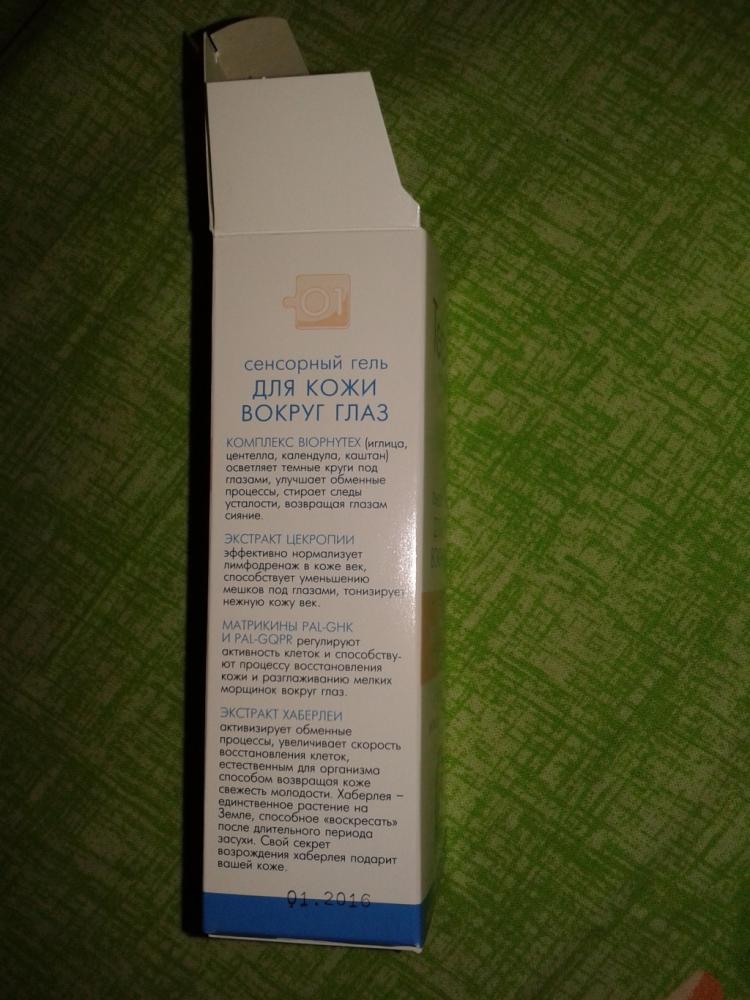 01
сенсорный гель
ДЛЯ КОЖИ
ВОКРУГ ГЛАЗ
КОМПЛЕКС BIOPHYTEX (иглица,
центелла, календула, каштан)
осветляет темные круги под
глазами, улучшает обменные
процессы, стирает следы
усталости, возвращая глазам
сияние.
ЭКСТРАКТ ЦЕКРОПИИ
эффективно нормализует
лимфодренаж в коже век,
способствует уменьшению
мешков под глазами, тонизирует
нежную кожу век.
МАТРИКИНЫ PAL-GHK
И PAL-GQPR регулируют
активность клеток и способству-
ют процессу восстановления
кожи и разглаживанию мелких
морщинок вокруг глаз.
ЭКСТРАКТ ХАБЕРЛЕИ
активизирует обменные
процессы, увеличивает скорость
восстановления клеток,
естественным для организма
способом возвращая коже
свежесть молодости. Хаберлея –
единственное растение на
Земле, способное «воскресать»
после длительного периода
засухи. Свой секрет
возрождения хаберлея подарит
вашей коже.
01.2016